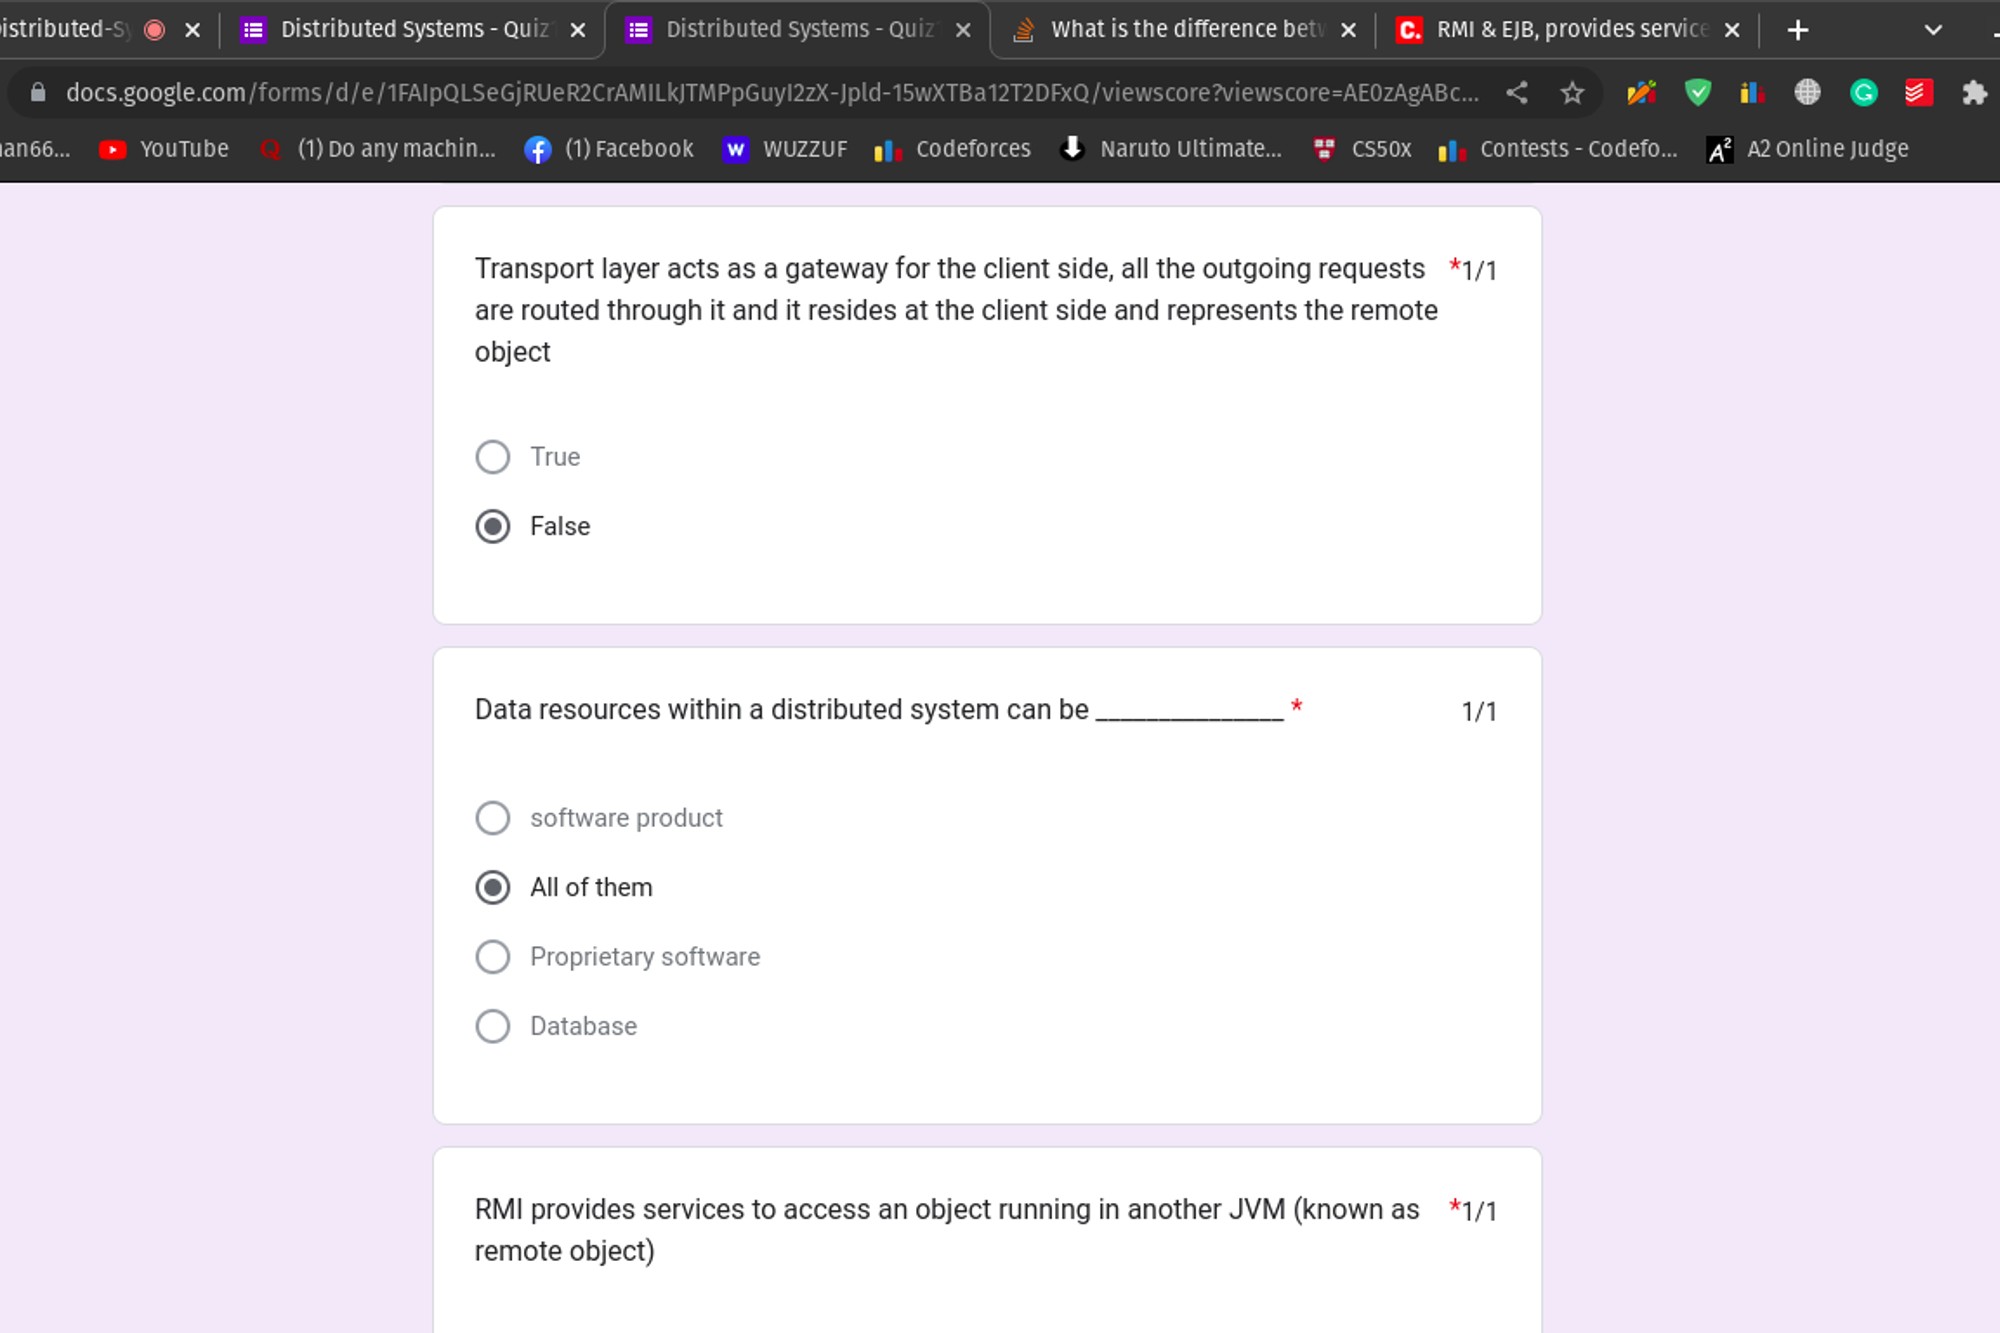 istributed-Sy
Distributed Systems - Quiz
Distributed Systems - Quiz
What is the difference bet
RMI & EJB, provides service
docs.google.com/forms/d/e/1FAIpQLSeGjRUeR2CrAMILkJTMPpGuyI2zX-Jpld-15wXTBa12T2DFxQ/viewscore?viewscore=AE0zAgABc...
an66...
YouTube
(1) Do any machin...
(1) Facebook
WUZZUF
Codeforces
Naruto Ultimate...
CS50x
Contests - Codefo...
A2 Online Judge
Transport layer acts as a gateway for the client side, all the outgoing requests *1/1
are routed through it and it resides at the client side and represents the remote
object
True
False
Data resources within a distributed system can be ______________ * 1/1
software product
All of them
Proprietary software
Database
RMI provides services to access an object running in another JVM (known as *1/1
remote object)